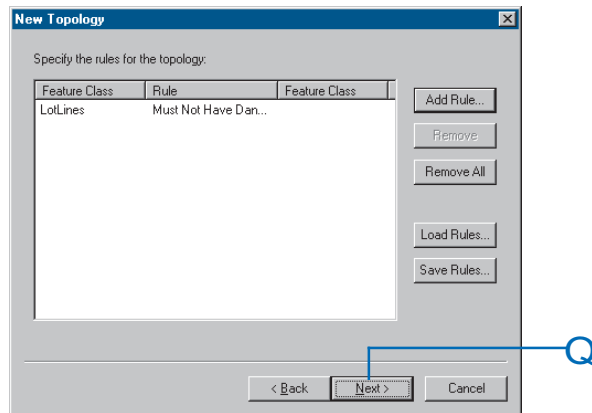 New Topology
Specify the rules for the topology:
Feature Class Rule Feature Class
LotLines Must Not Have Dan...
Add Rule...
Remove
Remove All
Load Rules...
Save Rules...
< Back Next > Cancel
Q